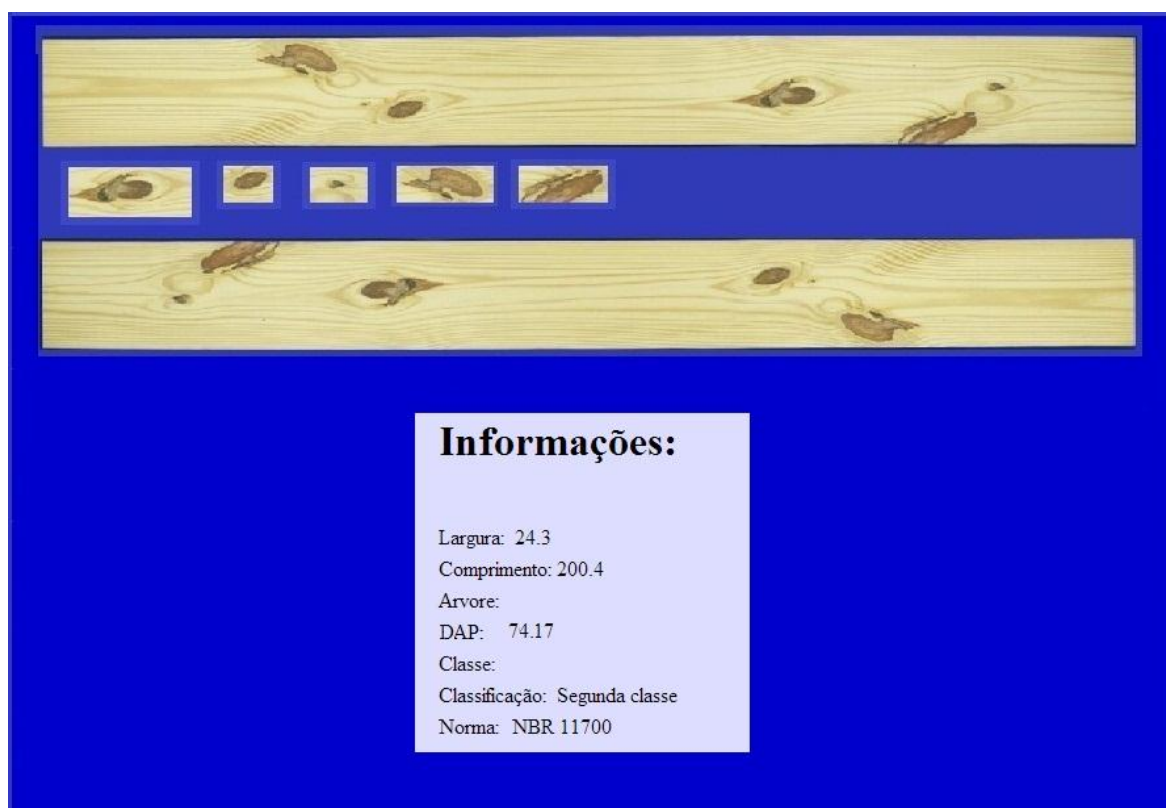 Informações:
Largura: 24.3
Comprimento: 200.4
Arvore:
DAP: 74.17
Classe:
Classificação: Segunda classe
Norma: NBR 11700